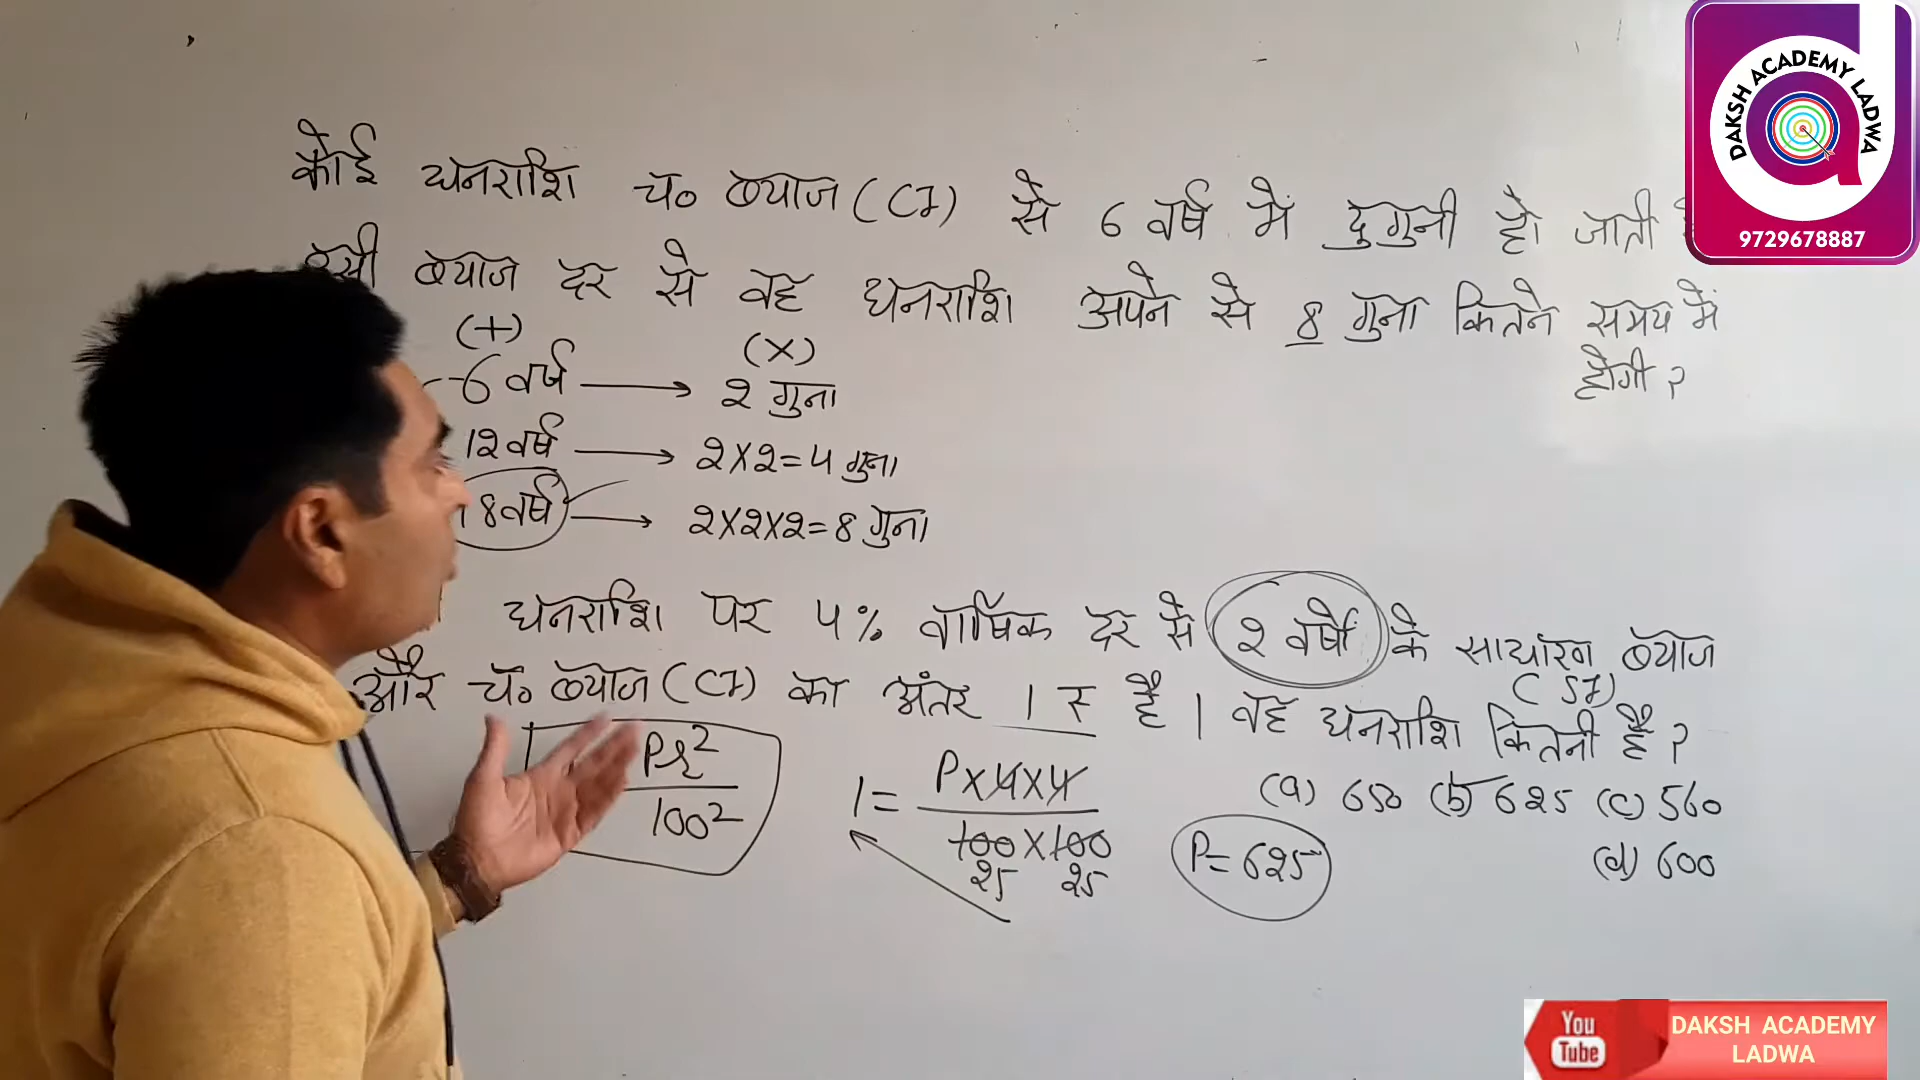 कोई धनराशि च० ब्याज (CI) से 6 वर्ष में दुगुनी हो जाती
ब्याज दर से वह धनराशि अपने से 8 गुना कितने समय में
होगी ?
(+) (×)
6 वर्ष → 2 गुना
12 वर्ष → 2×2=4 गुना
18 वर्ष → 2×2×2=8 गुना
धनराशि पर 4% वार्षिक दर से 2 वर्षों के साधारण ब्याज
(SI)
और च० ब्याज (CI) का अंतर 1 रु है | वह धनराशि कितनी है ?
Pr²
100²
1 = P×4×4
100×100
25 25
P=625
(a) 650 (b) 625 (c) 560
(d) 600
DAKSH ACADEMY LADWA
9729678887
You Tube
DAKSH ACADEMY
LADWA